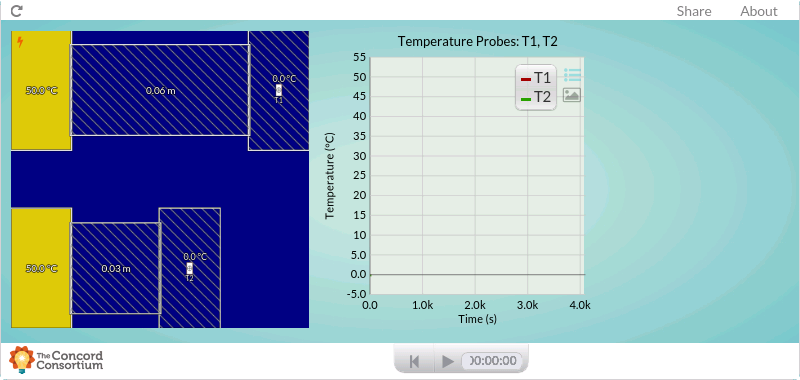 Share About
50.0 °C
0.06 m
0.0 °C
T1
50.0 °C
0.03 m
0.0 °C
T2
Temperature Probes: T1, T2
Temperature (°C)
55
50
45
40
35
30
25
20
15
10
5.0
0.0
-5.0
T1
T2
0.0 1.0k 2.0k 3.0k 4.0k
Time (s)
The Concord
Consortium
00:00:00